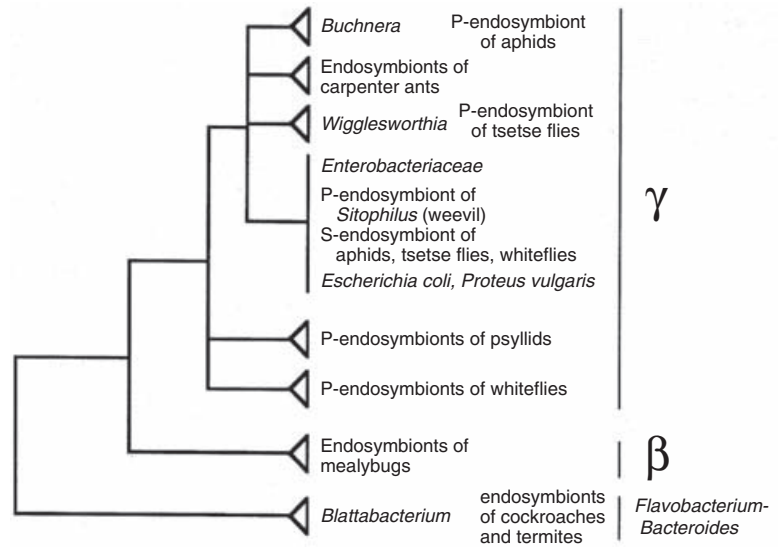 Buchnera P-endosymbiont
of aphids
Endosymbionts of
carpenter ants
Wigglesworthia P-endosymbiont
of tsetse flies
Enterobacteriaceae
P-endosymbiont of
Sitophilus (weevil)
S-endosymbiont of
aphids, tsetse flies, whiteflies
Escherichia coli, Proteus vulgaris
γ
P-endosymbionts of psyllids
P-endosymbionts of whiteflies
Endosymbionts of
mealybugs
β
Blattabacterium
endosymbionts
of cockroaches
and termites
Flavobacterium-
Bacteroides